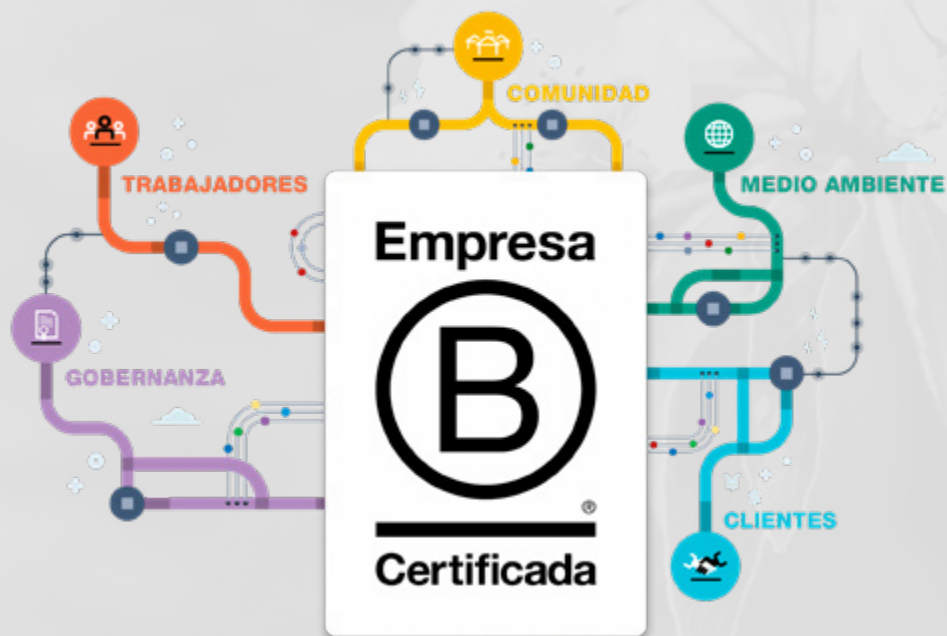 COMUNIDAD
TRABAJADORES
MEDIO AMBIENTE
Empresa
B
®
Certificada
GOBERNANZA
CLIENTES